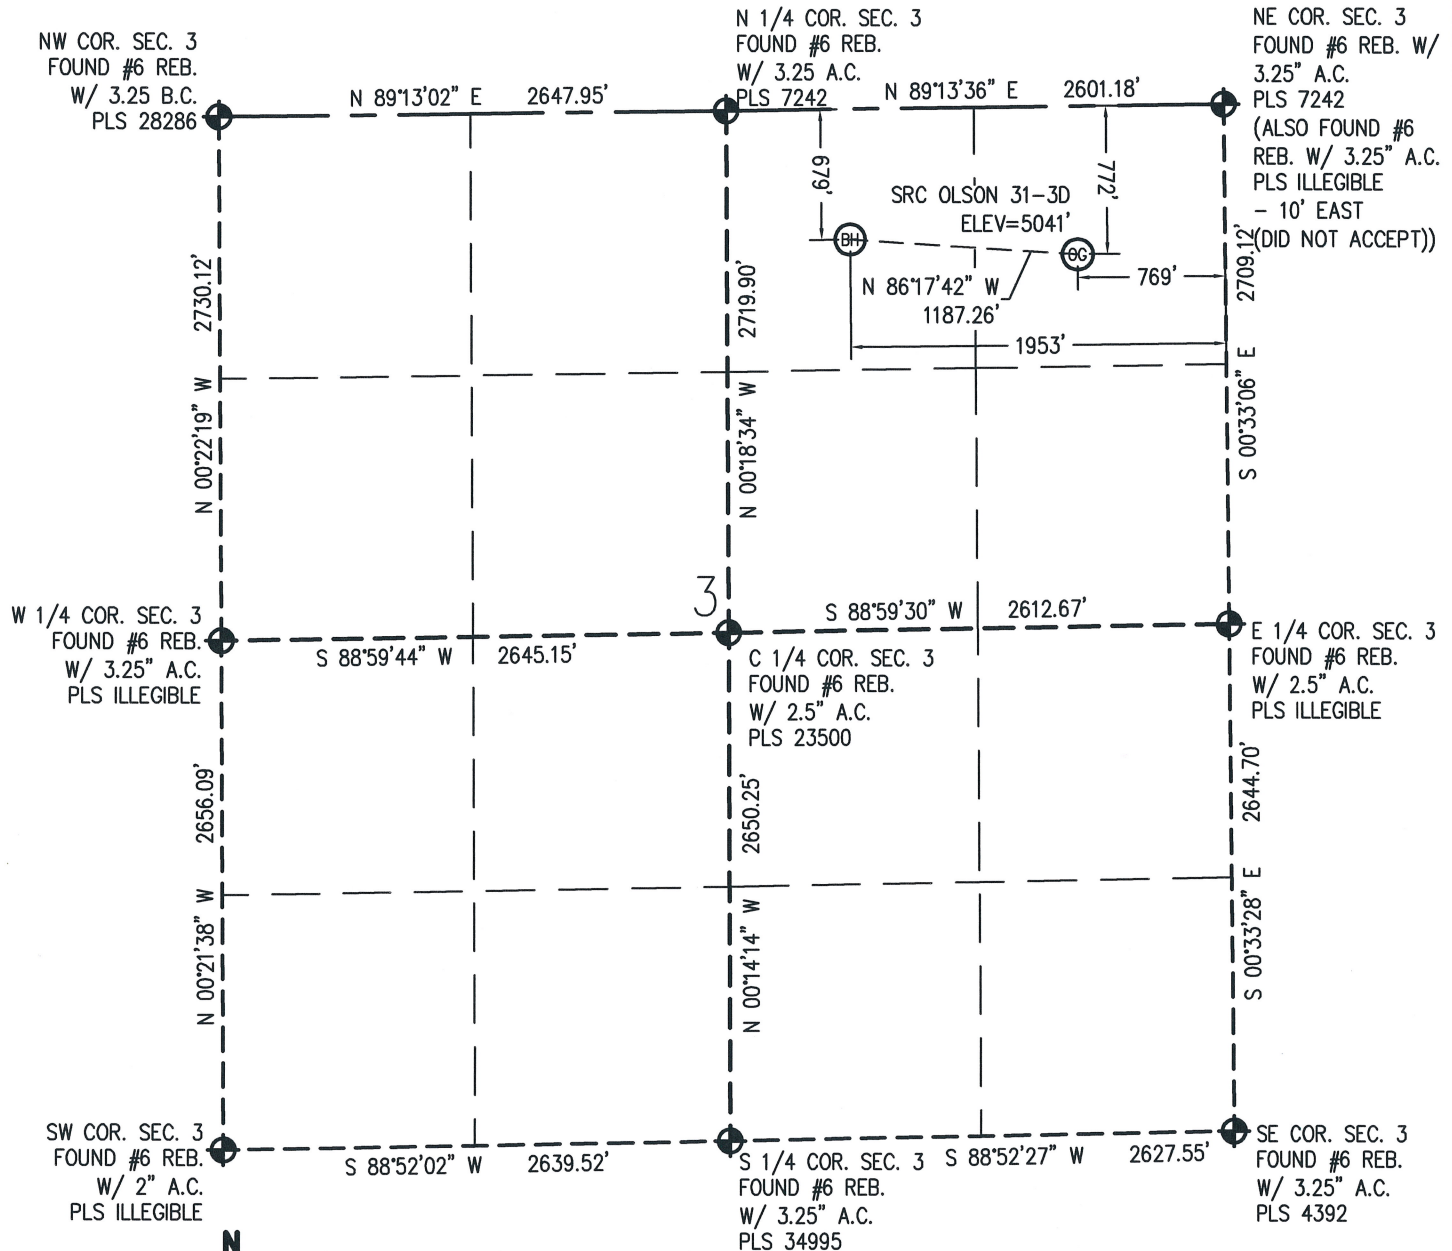 NW COR. SEC. 3
FOUND #6 REB.
W/ 3.25 B.C.
PLS 28286
N 89°13'02" E 2647.95'
N 1/4 COR. SEC. 3
FOUND #6 REB.
W/ 3.25 A.C.
PLS 7242
N 89°13'36" E 2601.18'
NE COR. SEC. 3
FOUND #6 REB. W/
3.25" A.C.
PLS 7242
(ALSO FOUND #6
REB. W/ 3.25" A.C.
PLS ILLEGIBLE
- 10' EAST
(DID NOT ACCEPT))
679'
772'
SRC OLSON 31-3D
ELEV=5041'
BH
OG
N 86°17'42" W
1187.26'
769'
1953'
N 00°22'19" W 2730.12'
N 00°18'34" W 2719.90'
S 00°33'06" E 2709.12'
3
W 1/4 COR. SEC. 3
FOUND #6 REB.
W/ 3.25" A.C.
PLS ILLEGIBLE
S 88°59'44" W 2645.15'
S 88°59'30" W 2612.67'
C 1/4 COR. SEC. 3
FOUND #6 REB.
W/ 2.5" A.C.
PLS 23500
E 1/4 COR. SEC. 3
FOUND #6 REB.
W/ 2.5" A.C.
PLS ILLEGIBLE
N 00°21'38" W 2656.09'
N 00°14'14" W 2650.25'
S 00°33'28" E 2644.70'
SW COR. SEC. 3
FOUND #6 REB.
W/ 2" A.C.
PLS ILLEGIBLE
S 88°52'02" W 2639.52'
S 1/4 COR. SEC. 3
FOUND #6 REB.
W/ 3.25" A.C.
PLS 34995
S 88°52'27" W 2627.55'
SE COR. SEC. 3
FOUND #6 REB.
W/ 3.25" A.C.
PLS 4392
N